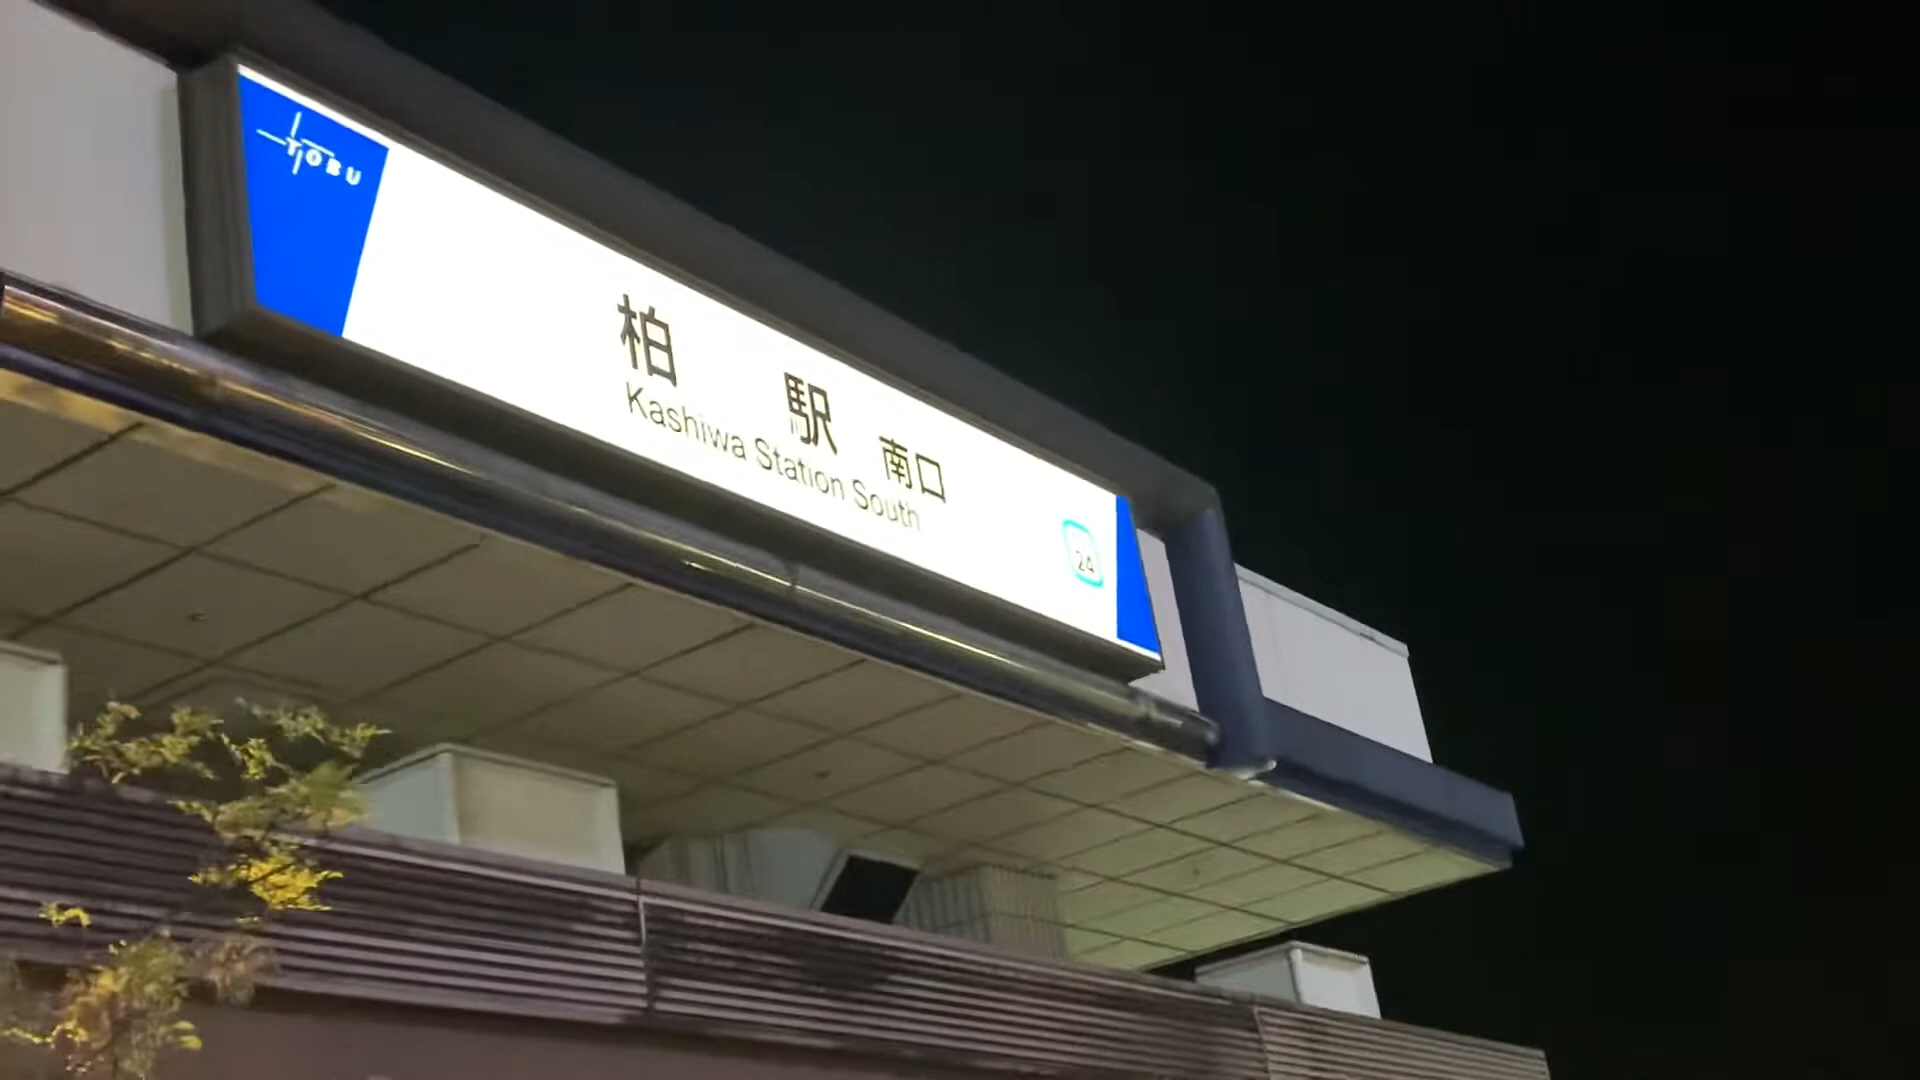 TOBU
柏 駅 南口
Kashiwa Station South
24